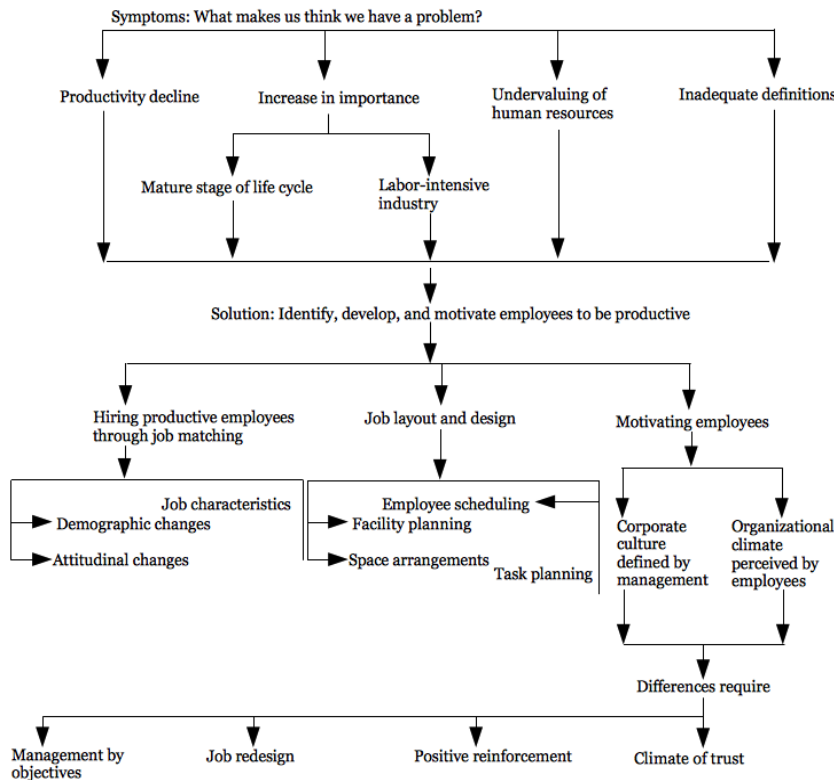 Symptoms: What makes us think we have a problem?
Productivity decline
Increase in importance
Undervaluing of
human resources
Inadequate definitions
Mature stage of life cycle
Labor-intensive
industry
Solution: Identify, develop, and motivate employees to be productive
Hiring productive employees
through job matching
Job layout and design
Motivating employees
Job characteristics
Demographic changes
Attitudinal changes
Employee scheduling
Facility planning
Space arrangements
Task planning
Corporate
culture
defined by
management
Organizational
climate
perceived by
employees
Differences require
Management by
objectives
Job redesign
Positive reinforcement
Climate of trust